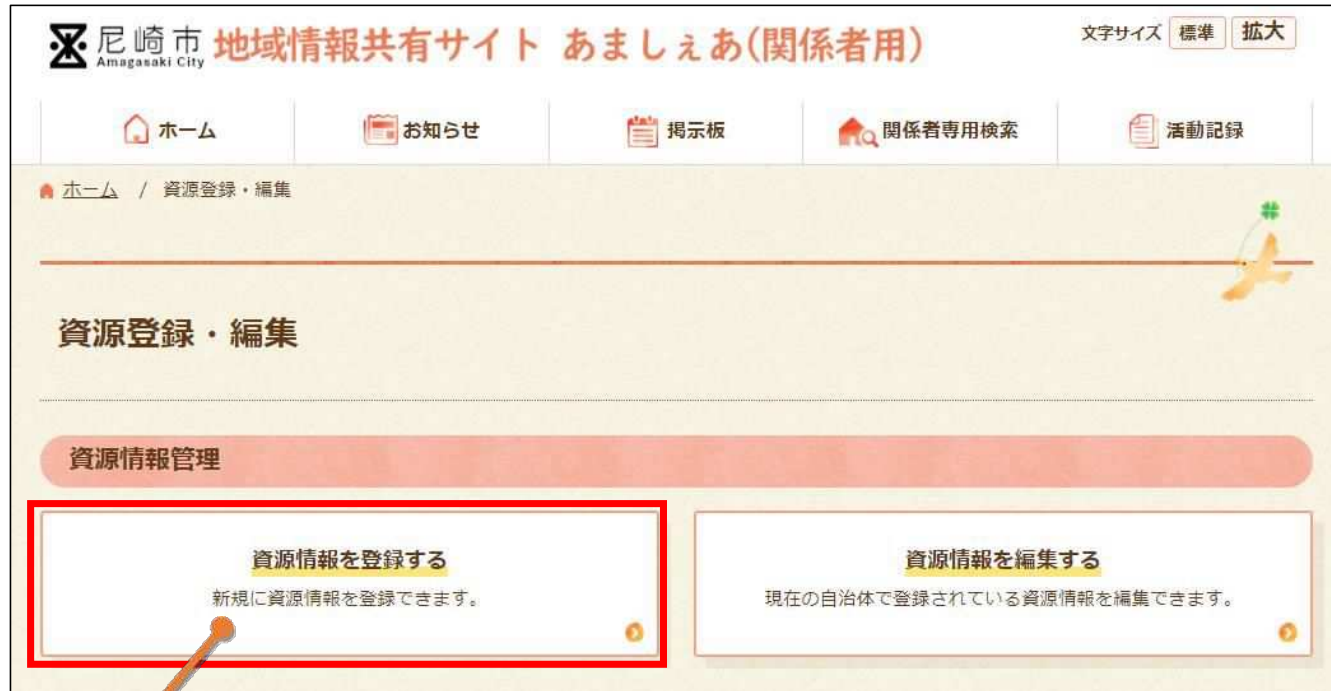 尼崎市 地域情報共有サイト あましぇあ(関係者用)
Amagasaki City
文字サイズ 標準 拡大
ホーム お知らせ 掲示板 関係者専用検索 活動記録
ホーム / 資源登録・編集
資源登録・編集
資源情報管理
資源情報を登録する
新規に資源情報を登録できます。
資源情報を編集する
現在の自治体で登録されている資源情報を編集できます。